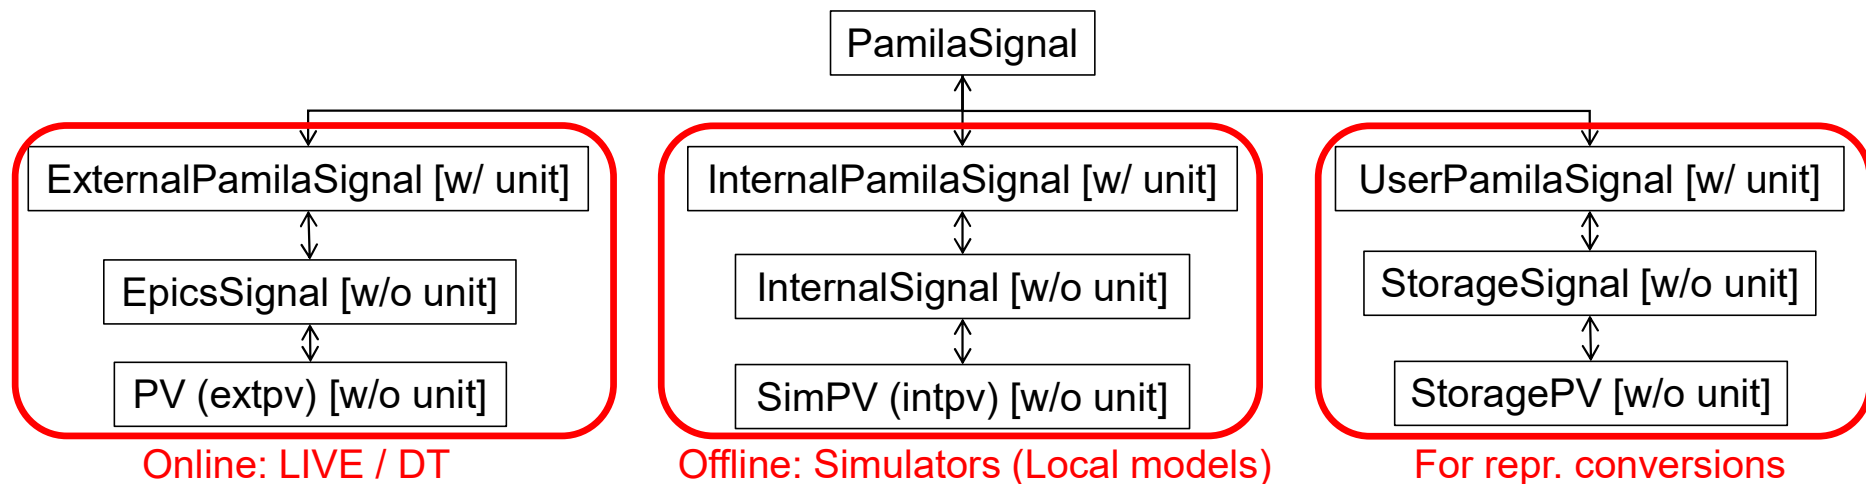 PamilaSignal
ExternalPamilaSignal [w/ unit]
EpicsSignal [w/o unit]
PV (extpv) [w/o unit]
Online: LIVE / DT
InternalPamilaSignal [w/ unit]
InternalSignal [w/o unit]
SimPV (intpv) [w/o unit]
Offline: Simulators (Local models)
UserPamilaSignal [w/ unit]
StorageSignal [w/o unit]
StoragePV [w/o unit]
For repr. conversions